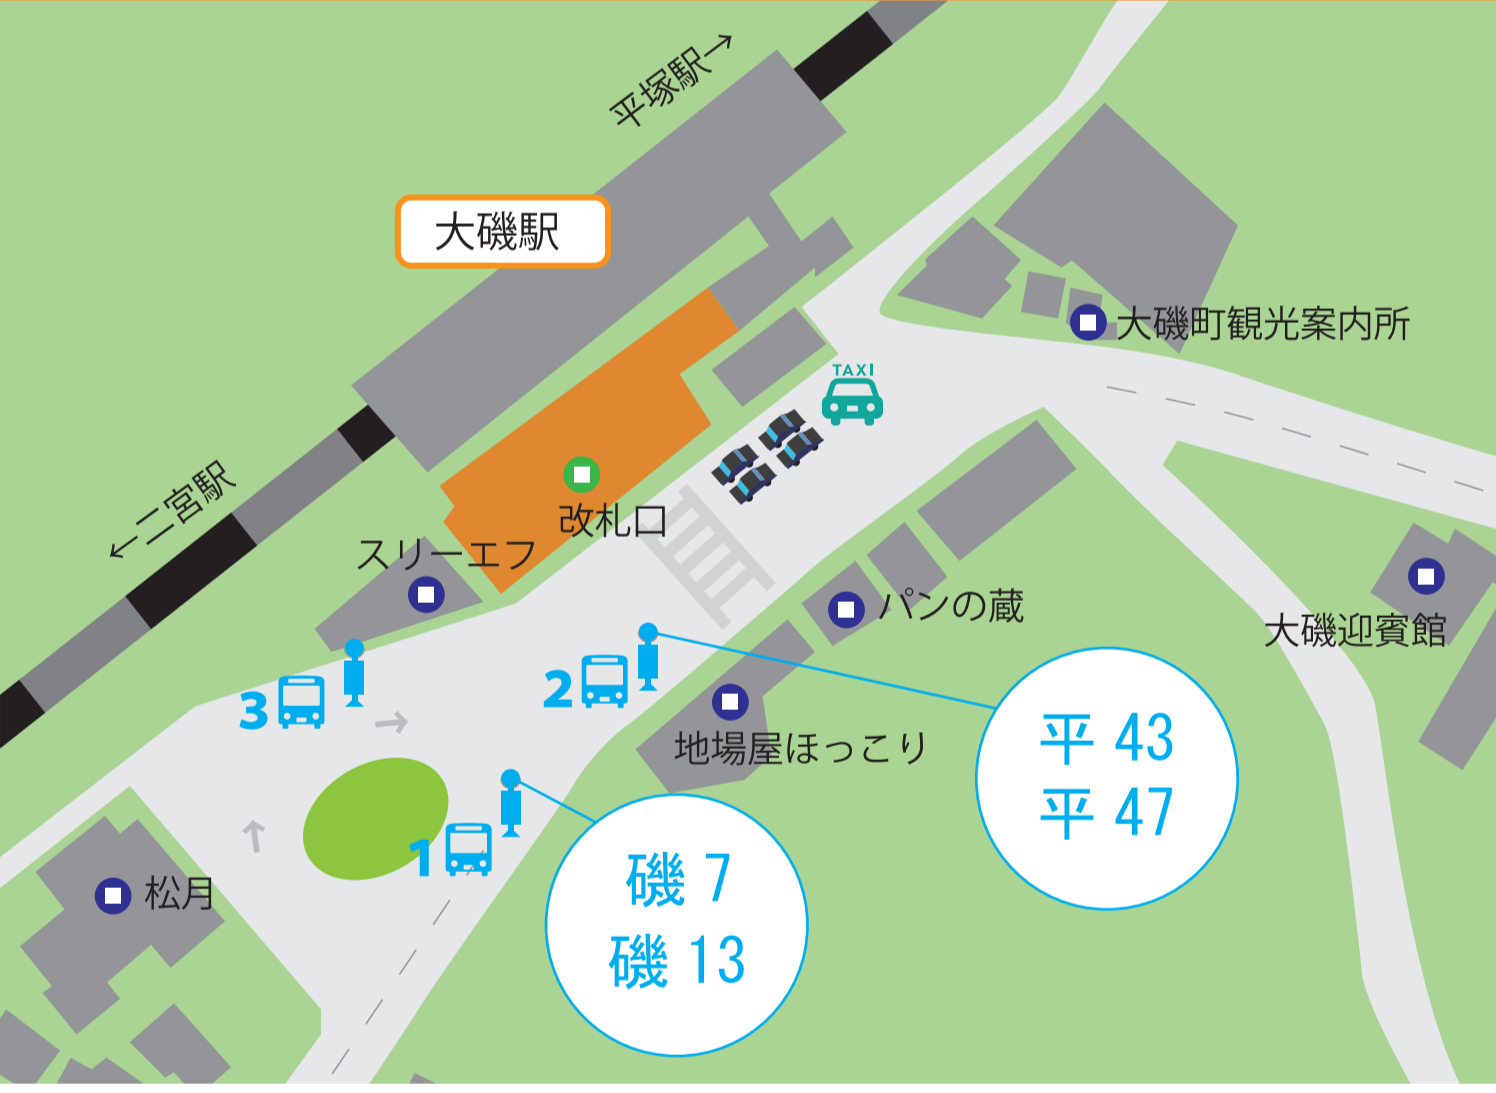 平塚駅→
大磯駅
←二宮駅
大磯町観光案内所
TAXI
改札口
スリーエフ
パンの蔵
大磯迎賓館
3
2
地場屋ほっこり
平 43
平 47
1
磯 7
磯 13
松月